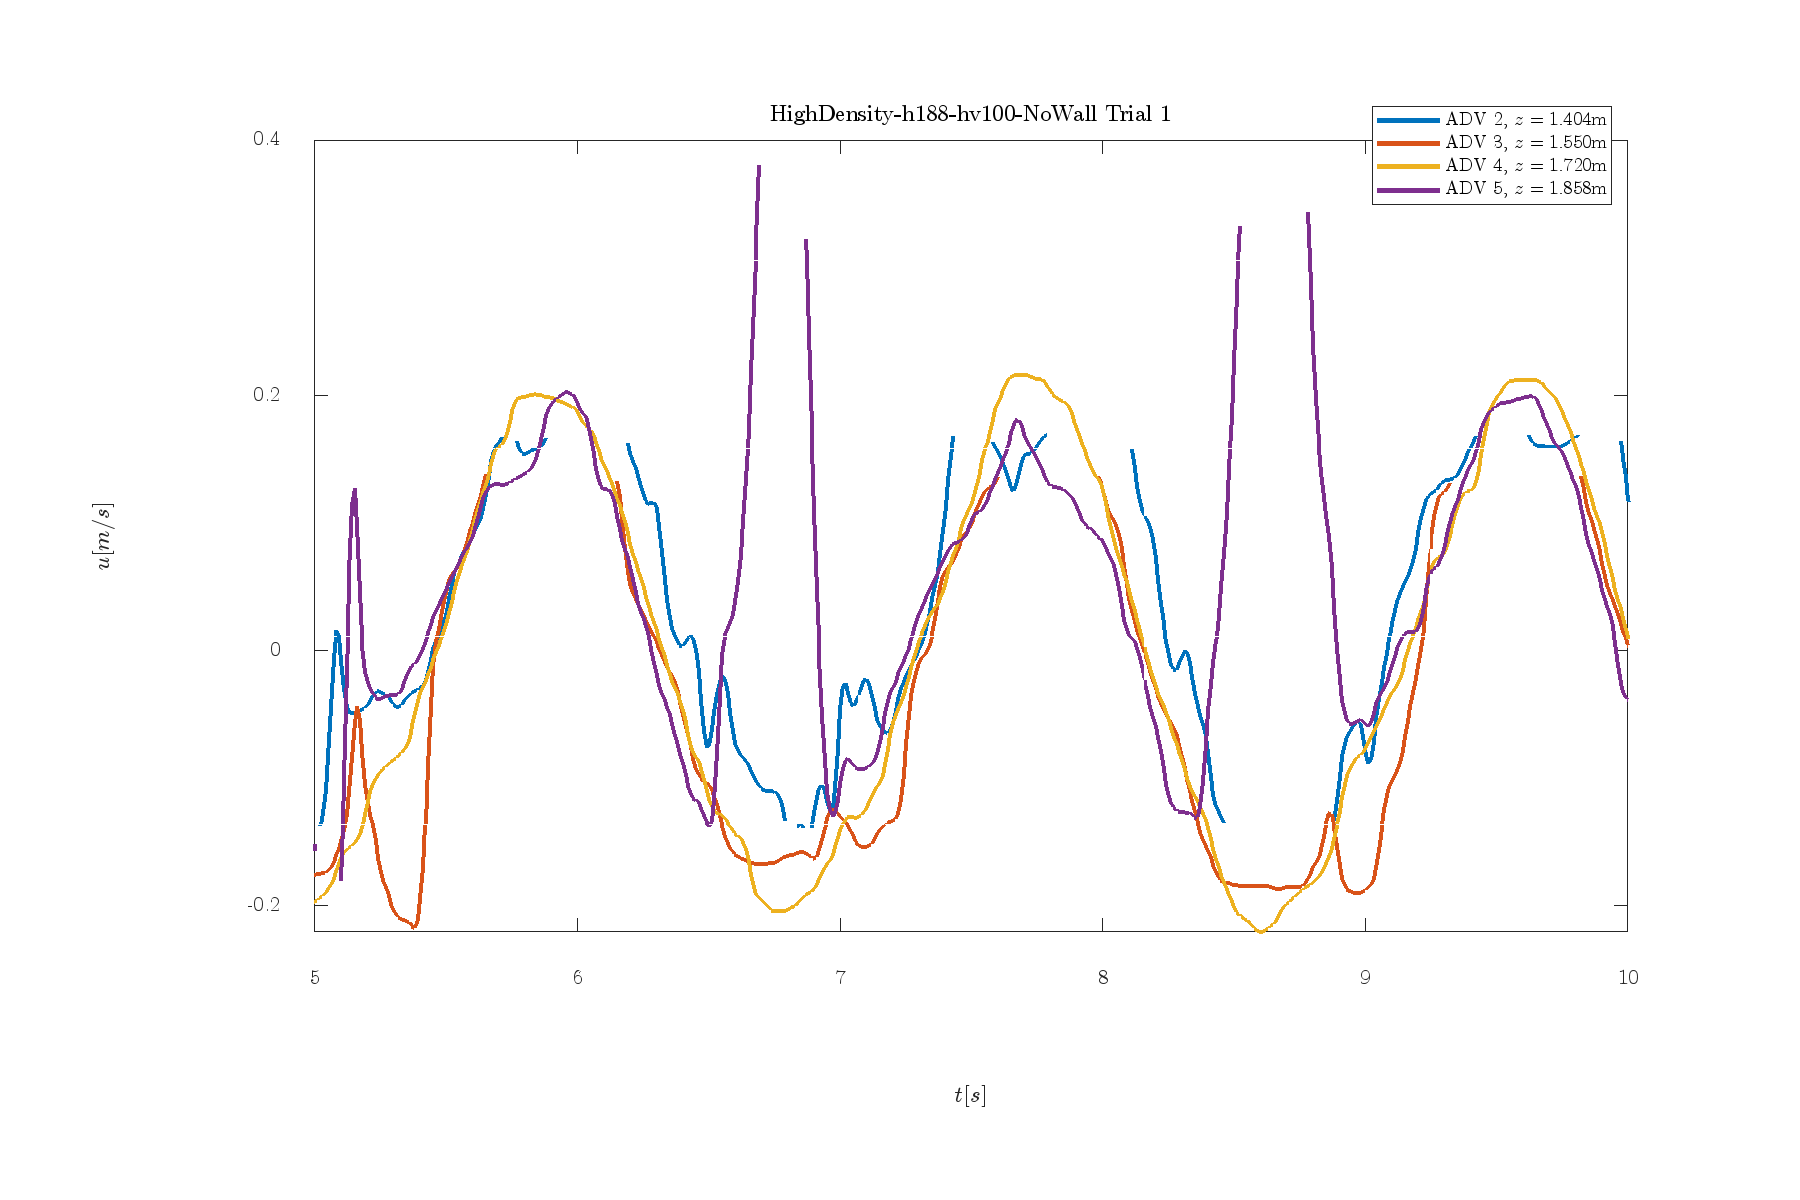 HighDensity-h188-hv100-NoWall Trial 1
ADV 2, z = 1.404m
ADV 3, z = 1.550m
ADV 4, z = 1.720m
ADV 5, z = 1.858m
0.4
0.2
0
-0.2
u[m/s]
5 6 7 8 9 10
t[s]